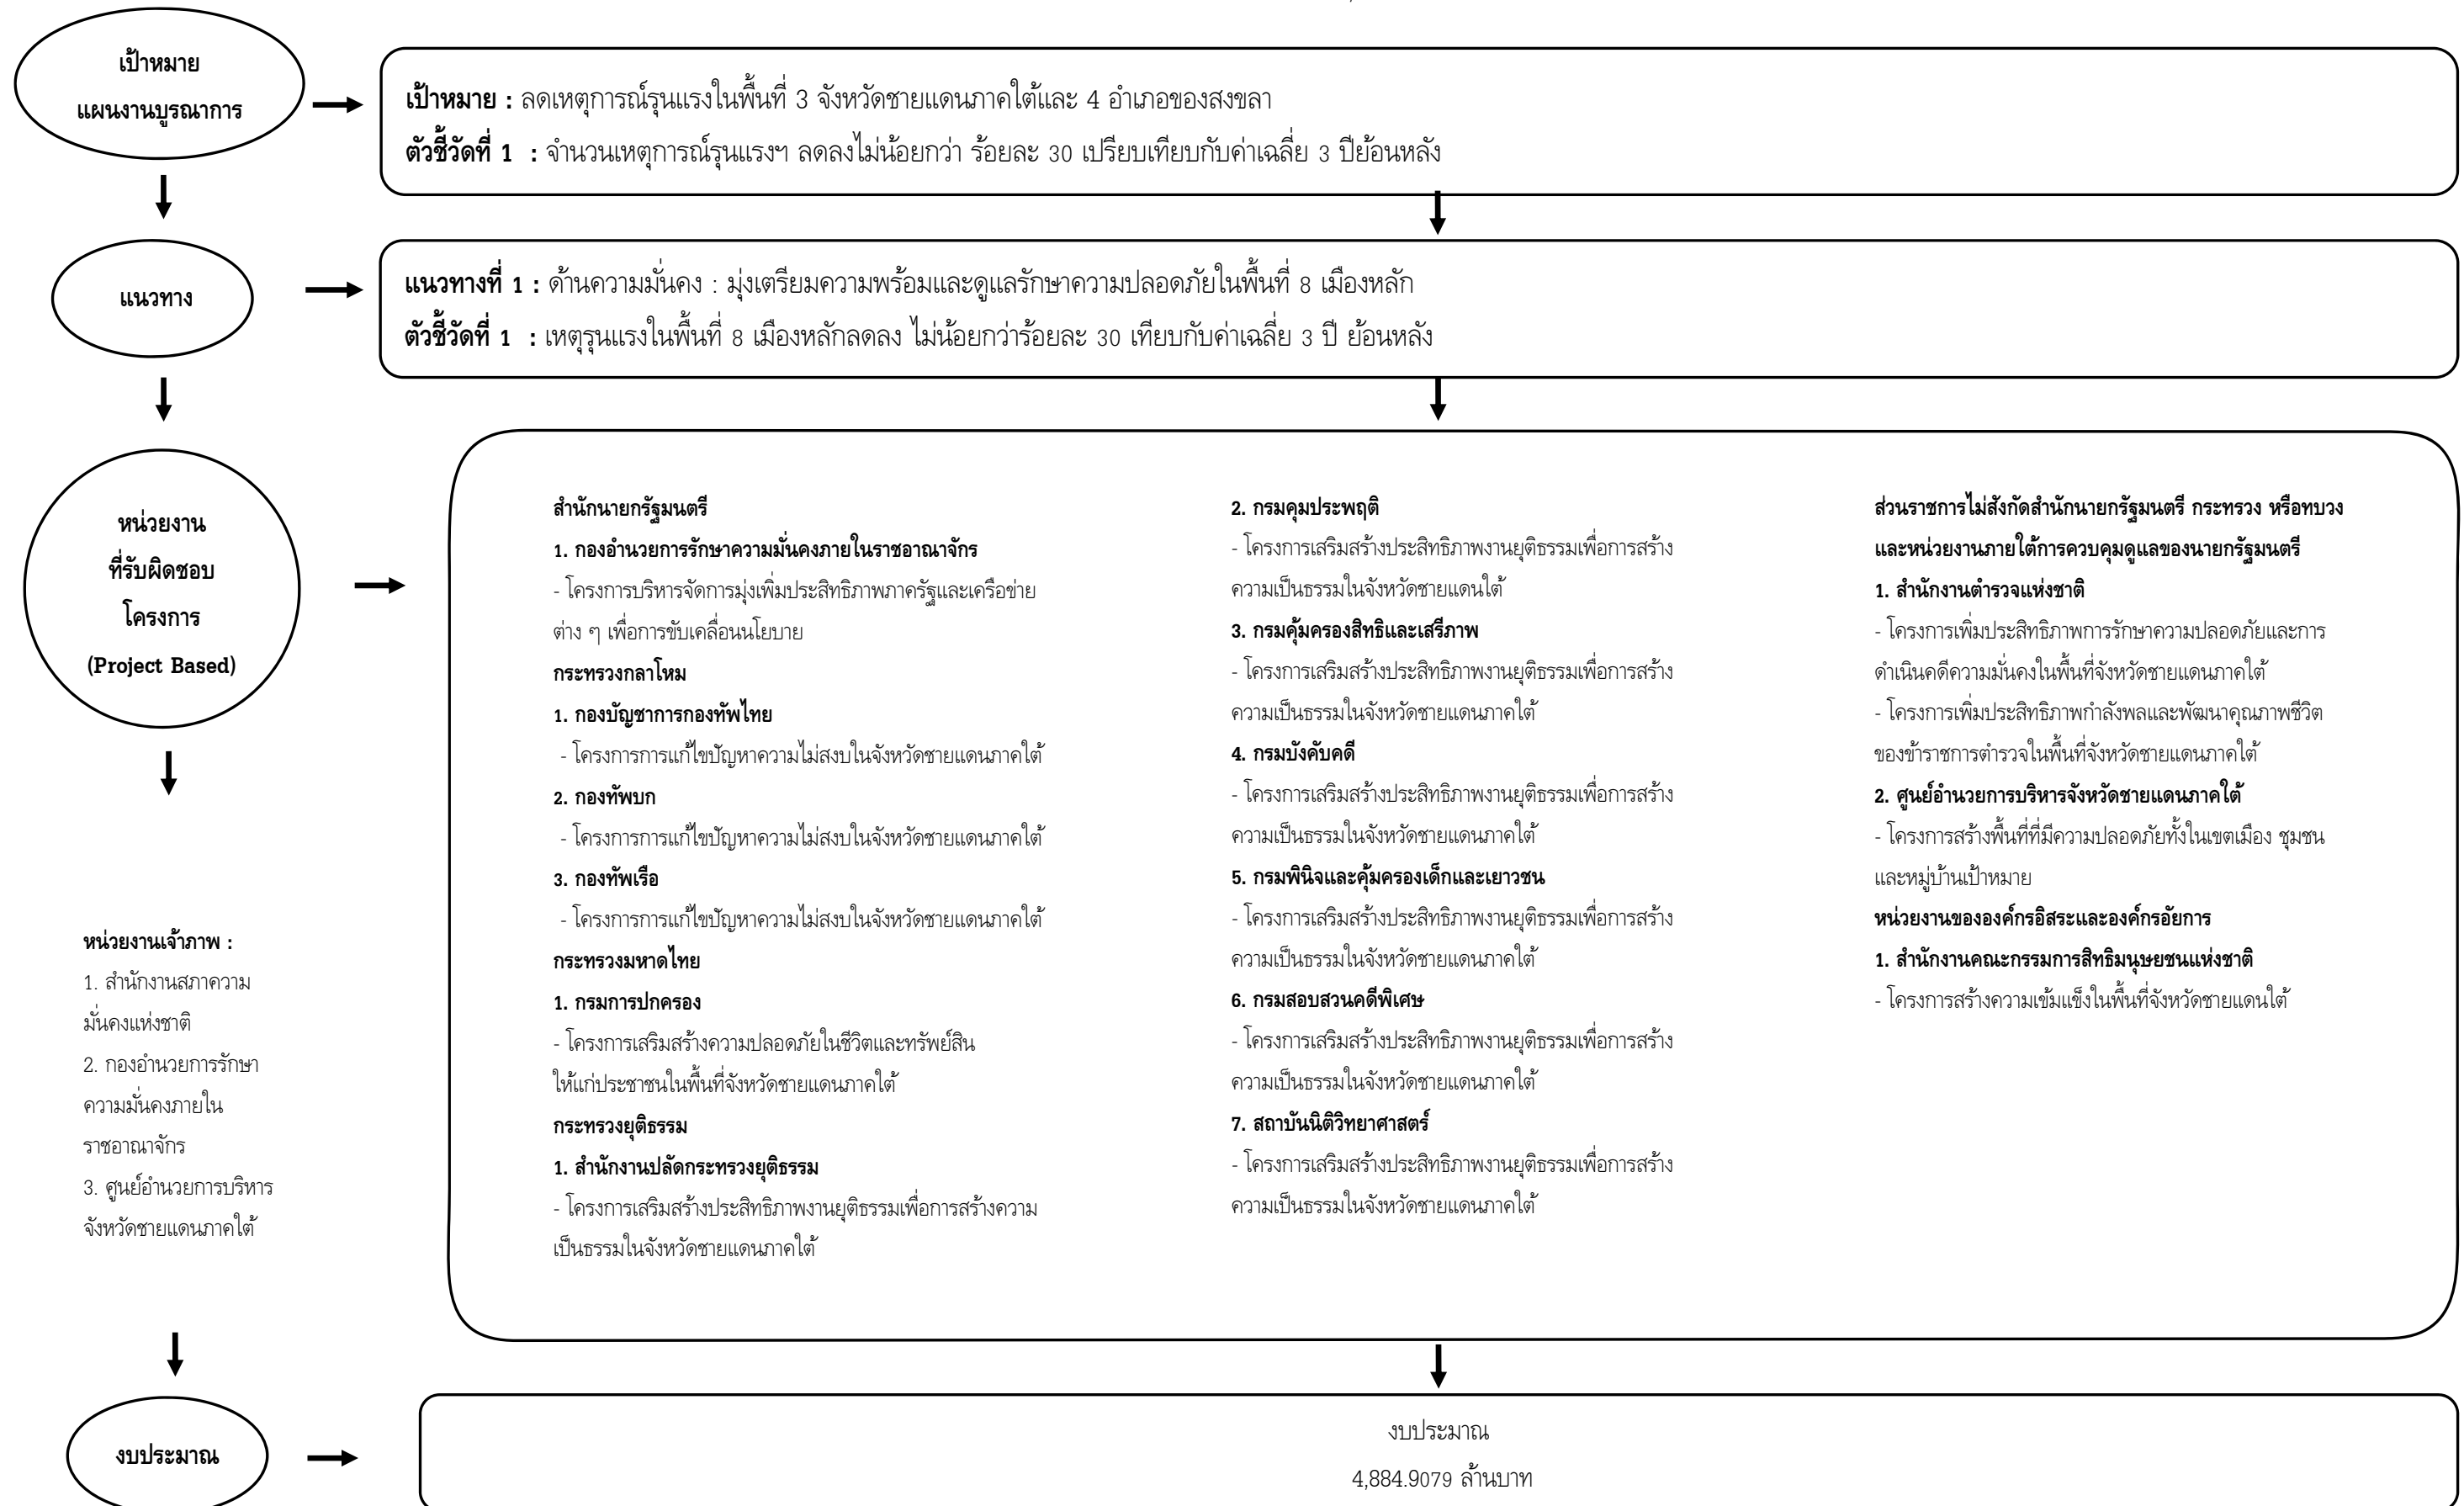 เป้าหมาย
แผนงานบูรณาการ
เป้าหมาย : ลดเหตุการณ์รุนแรงในพื้นที่ 3 จังหวัดชายแดนภาคใต้และ 4 อำเภอของสงขลา
ตัวชี้วัดที่ 1 : จำนวนเหตุการณ์รุนแรงฯ ลดลงไม่น้อยกว่า ร้อยละ 30 เปรียบเทียบกับค่าเฉลี่ย 3 ปีย้อนหลัง
แนวทาง
แนวทางที่ 1 : ด้านความมั่นคง : มุ่งเตรียมความพร้อมและดูแลรักษาความปลอดภัยในพื้นที่ 8 เมืองหลัก
ตัวชี้วัดที่ 1 : เหตุรุนแรงในพื้นที่ 8 เมืองหลักลดลง ไม่น้อยกว่าร้อยละ 30 เทียบกับค่าเฉลี่ย 3 ปี ย้อนหลัง
หน่วยงาน
ที่รับผิดชอบ
โครงการ
(Project Based)
หน่วยงานเจ้าภาพ :
1. สำนักงานสภาความ
มั่นคงแห่งชาติ
2. กองอำนวยการรักษา
ความมั่นคงภายใน
ราชอาณาจักร
3. ศูนย์อำนวยการบริหาร
จังหวัดชายแดนภาคใต้
สำนักนายกรัฐมนตรี
1. กองอำนวยการรักษาความมั่นคงภายในราชอาณาจักร
- โครงการบริหารจัดการมุ่งเพิ่มประสิทธิภาพภาครัฐและเครือข่าย
ต่าง ๆ เพื่อการขับเคลื่อนนโยบาย
กระทรวงกลาโหม
1. กองบัญชาการกองทัพไทย
- โครงการการแก้ไขปัญหาความไม่สงบในจังหวัดชายแดนภาคใต้
2. กองทัพบก
- โครงการการแก้ไขปัญหาความไม่สงบในจังหวัดชายแดนภาคใต้
3. กองทัพเรือ
- โครงการการแก้ไขปัญหาความไม่สงบในจังหวัดชายแดนภาคใต้
กระทรวงมหาดไทย
1. กรมการปกครอง
- โครงการเสริมสร้างความปลอดภัยในชีวิตและทรัพย์สิน
ให้แก่ประชาชนในพื้นที่จังหวัดชายแดนภาคใต้
กระทรวงยุติธรรม
1. สำนักงานปลัดกระทรวงยุติธรรม
- โครงการเสริมสร้างประสิทธิภาพงานยุติธรรมเพื่อการสร้างความ
เป็นธรรมในจังหวัดชายแดนภาคใต้
2. กรมคุมประพฤติ
- โครงการเสริมสร้างประสิทธิภาพงานยุติธรรมเพื่อการสร้าง
ความเป็นธรรมในจังหวัดชายแดนใต้
3. กรมคุ้มครองสิทธิและเสรีภาพ
- โครงการเสริมสร้างประสิทธิภาพงานยุติธรรมเพื่อการสร้าง
ความเป็นธรรมในจังหวัดชายแดนภาคใต้
4. กรมบังคับคดี
- โครงการเสริมสร้างประสิทธิภาพงานยุติธรรมเพื่อการสร้าง
ความเป็นธรรมในจังหวัดชายแดนภาคใต้
5. กรมพินิจและคุ้มครองเด็กและเยาวชน
- โครงการเสริมสร้างประสิทธิภาพงานยุติธรรมเพื่อการสร้าง
ความเป็นธรรมในจังหวัดชายแดนภาคใต้
6. กรมสอบสวนคดีพิเศษ
- โครงการเสริมสร้างประสิทธิภาพงานยุติธรรมเพื่อการสร้าง
ความเป็นธรรมในจังหวัดชายแดนภาคใต้
7. สถาบันนิติวิทยาศาสตร์
- โครงการเสริมสร้างประสิทธิภาพงานยุติธรรมเพื่อการสร้าง
ความเป็นธรรมในจังหวัดชายแดนภาคใต้
ส่วนราชการไม่สังกัดสำนักนายกรัฐมนตรี กระทรวง หรือทบวง
และหน่วยงานภายใต้การควบคุมดูแลของนายกรัฐมนตรี
1. สำนักงานตำรวจแห่งชาติ
- โครงการเพิ่มประสิทธิภาพการรักษาความปลอดภัยและการ
ดำเนินคดีความมั่นคงในพื้นที่จังหวัดชายแดนภาคใต้
- โครงการเพิ่มประสิทธิภาพกำลังพลและพัฒนาคุณภาพชีวิต
ของข้าราชการตำรวจในพื้นที่จังหวัดชายแดนภาคใต้
2. ศูนย์อำนวยการบริหารจังหวัดชายแดนภาคใต้
- โครงการสร้างพื้นที่ที่มีความปลอดภัยทั้งในเขตเมือง ชุมชน
และหมู่บ้านเป้าหมาย
หน่วยงานขององค์กรอิสระและองค์กรอัยการ
1. สำนักงานคณะกรรมการสิทธิมนุษยชนแห่งชาติ
- โครงการสร้างความเข้มแข็งในพื้นที่จังหวัดชายแดนใต้
งบประมาณ
งบประมาณ
4,884.9079 ล้านบาท